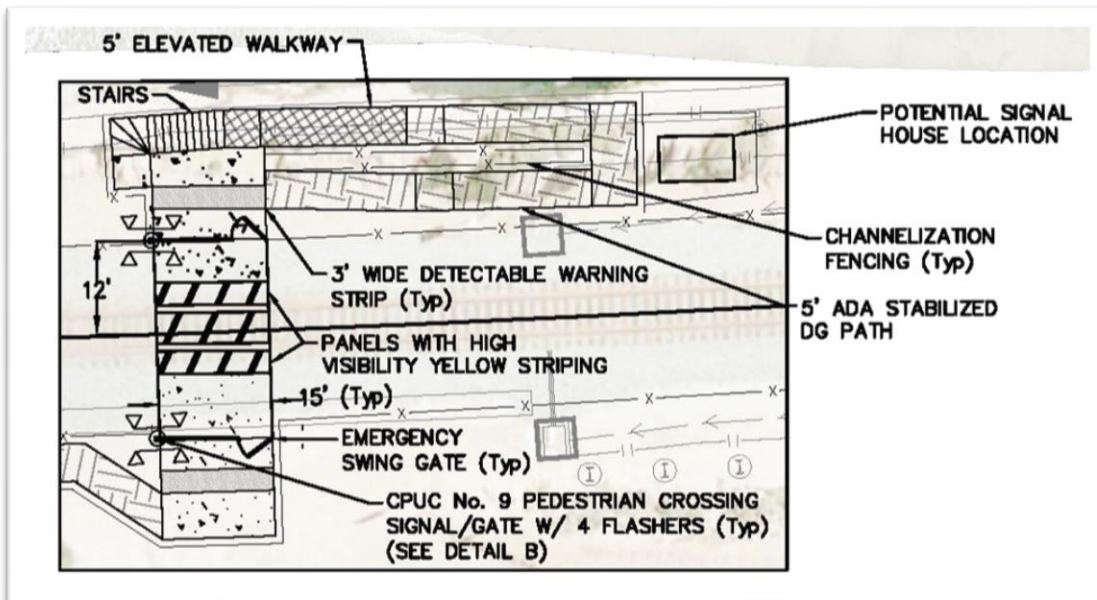 5' ELEVATED WALKWAY
STAIRS
POTENTIAL SIGNAL
HOUSE LOCATION
CHANNELIZATION
FENCING (Typ)
12'
3' WIDE DETECTABLE WARNING
STRIP (Typ)
5' ADA STABILIZED
DG PATH
PANELS WITH HIGH
VISIBILITY YELLOW STRIPING
15' (Typ)
EMERGENCY
SWING GATE (Typ)
CPUC No. 9 PEDESTRIAN CROSSING
SIGNAL/GATE W/ 4 FLASHERS (Typ)
(SEE DETAIL B)